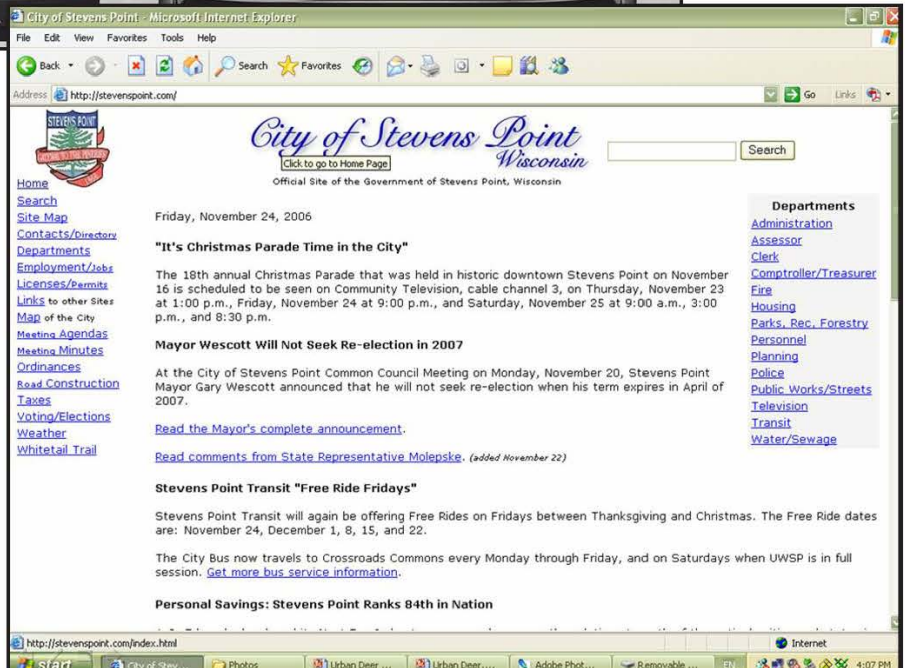 City of Stevens Point - Microsoft Internet Explorer
File Edit View Favorites Tools Help
Back Search Favorites
Address http://stevenspoint.com/ Go Links
STEVENS POINT
City of Stevens Point
Wisconsin
Click to go to Home Page
Search
Official Site of the Government of Stevens Point, Wisconsin
Home
Search
Site Map
Contacts/Directory
Departments
Employment/Jobs
Licenses/Permits
Links to other Sites
Map of the City
Meeting Agendas
Meeting Minutes
Ordinances
Road Construction
Taxes
Voting/Elections
Weather
Whitetail Trail
Friday, November 24, 2006
"It's Christmas Parade Time in the City"
The 18th annual Christmas Parade that was held in historic downtown Stevens Point on November
16 is scheduled to be seen on Community Television, cable channel 3, on Thursday, November 23
at 1:00 p.m., Friday, November 24 at 9:00 p.m., and Saturday, November 25 at 9:00 a.m., 3:00
p.m., and 8:30 p.m.
Mayor Wescott Will Not Seek Re-election in 2007
At the City of Stevens Point Common Council Meeting on Monday, November 20, Stevens Point
Mayor Gary Wescott announced that he will not seek re-election when his term expires in April of
2007.
Read the Mayor's complete announcement.
Read comments from State Representative Molepske. (added November 22)
Stevens Point Transit "Free Ride Fridays"
Stevens Point Transit will again be offering Free Rides on Fridays between Thanksgiving and Christmas. The Free Ride dates
are: November 24, December 1, 8, 15, and 22.
The City Bus now travels to Crossroads Commons every Monday through Friday, and on Saturdays when UWSP is in full
session. Get more bus service information.
Personal Savings: Stevens Point Ranks 84th in Nation
Departments
Administration
Assessor
Clerk
Comptroller/Treasurer
Fire
Housing
Parks, Rec, Forestry
Personnel
Planning
Police
Public Works/Streets
Television
Transit
Water/Sewage
http://stevenspoint.com/index.html Internet
start City of Stev... Photos Urban Deer ... Urban Deer.... Adobe Phot... Removable ... EN 4:07 PM